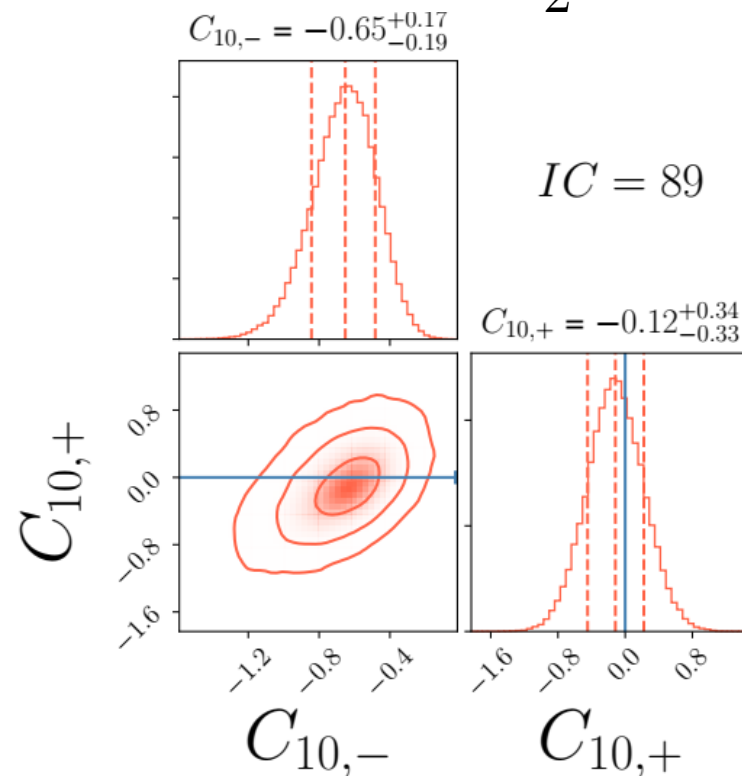 2
C₁₀,₋ = −0.65⁺⁰·¹⁷₋₀.₁₉
IC = 89
C₁₀,₊ = −0.12⁺⁰·³⁴₋₀.₃₃
C₁₀,₊
0.8
0.0
−0.8
−1.6
−1.2 −0.8 −0.4
−1.6 −0.8 0.0 0.8
C₁₀,₋ C₁₀,₊